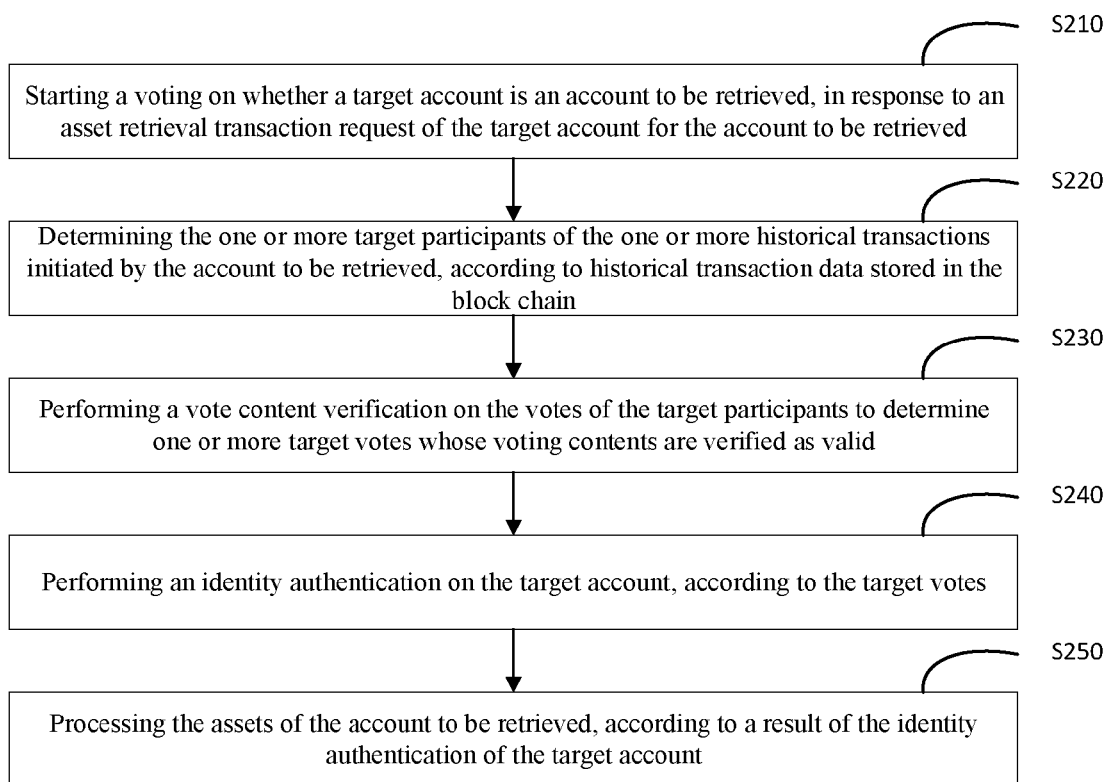 S210
Starting a voting on whether a target account is an account to be retrieved, in response to an
asset retrieval transaction request of the target account for the account to be retrieved
S220
Determining the one or more target participants of the one or more historical transactions
initiated by the account to be retrieved, according to historical transaction data stored in the
block chain
S230
Performing a vote content verification on the votes of the target participants to determine
one or more target votes whose voting contents are verified as valid
S240
Performing an identity authentication on the target account, according to the target votes
S250
Processing the assets of the account to be retrieved, according to a result of the identity
authentication of the target account